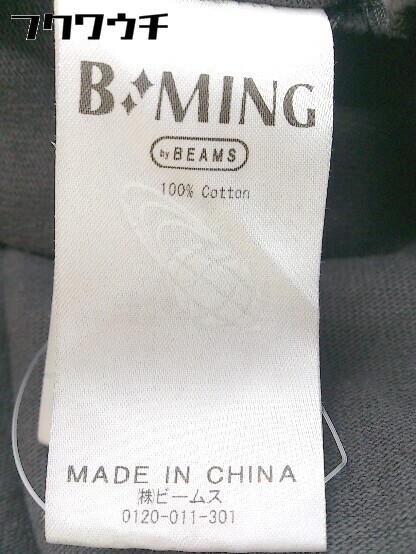 フクウウチ
B MING
by BEAMS
100% Cotton
MADE IN CHINA
㈱ビームス
0120-011-301